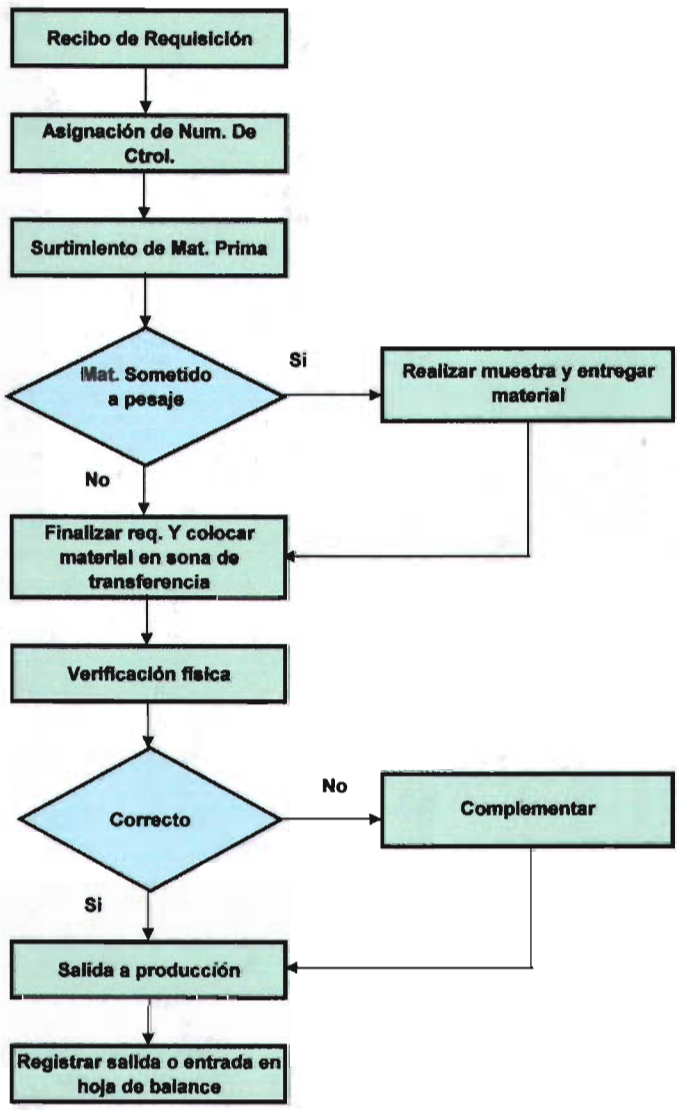 Recibo de Requisición
Asignación de Num. De
Ctrol.
Surtimiento de Mat. Prima
Mat. Sometido
a pesaje
Si
Realizar muestra y entregar
material
No
Finalizar req. Y colocar
material en sona de
transferencia
Verificación física
Correcto
No
Complementar
Si
Salida a producción
Registrar salida o entrada en
hoja de balance